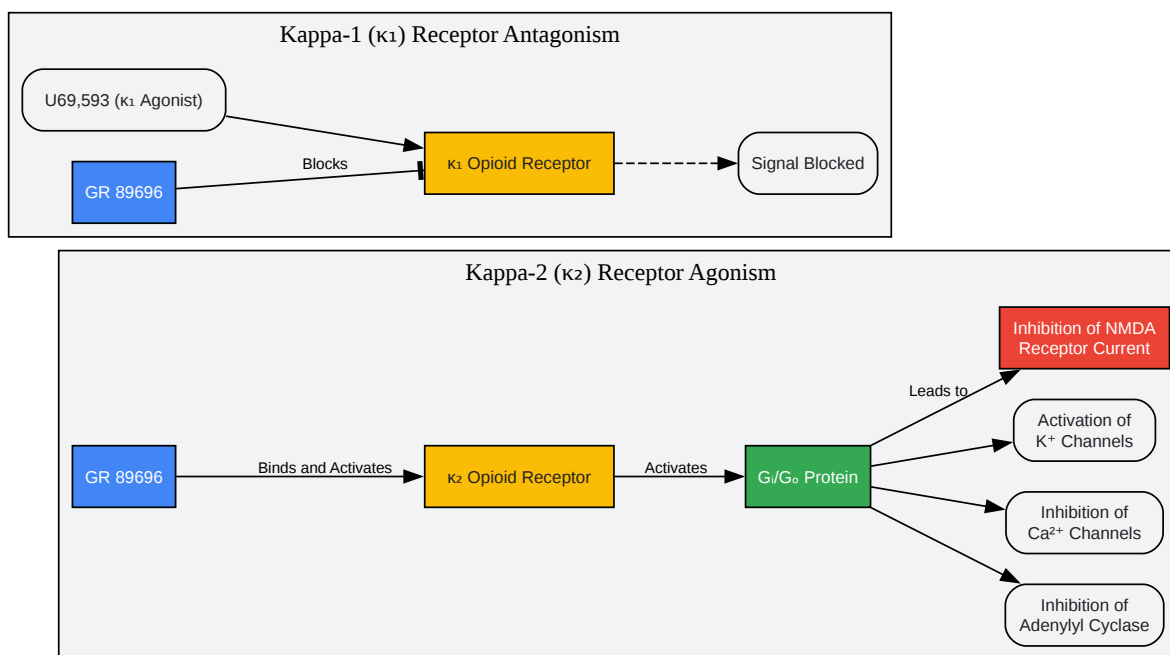 Kappa-1 (κ₁) Receptor Antagonism
U69,593 (κ₁ Agonist)
Blocks
GR 89696
κ₁ Opioid Receptor
Signal Blocked
Kappa-2 (κ₂) Receptor Agonism
Inhibition of NMDA
Receptor Current
Leads to
Activation of
K⁺ Channels
GR 89696
Binds and Activates
κ₂ Opioid Receptor
Activates
Gᵢ/Gₒ Protein
Inhibition of
Ca²⁺ Channels
Inhibition of
Adenylyl Cyclase